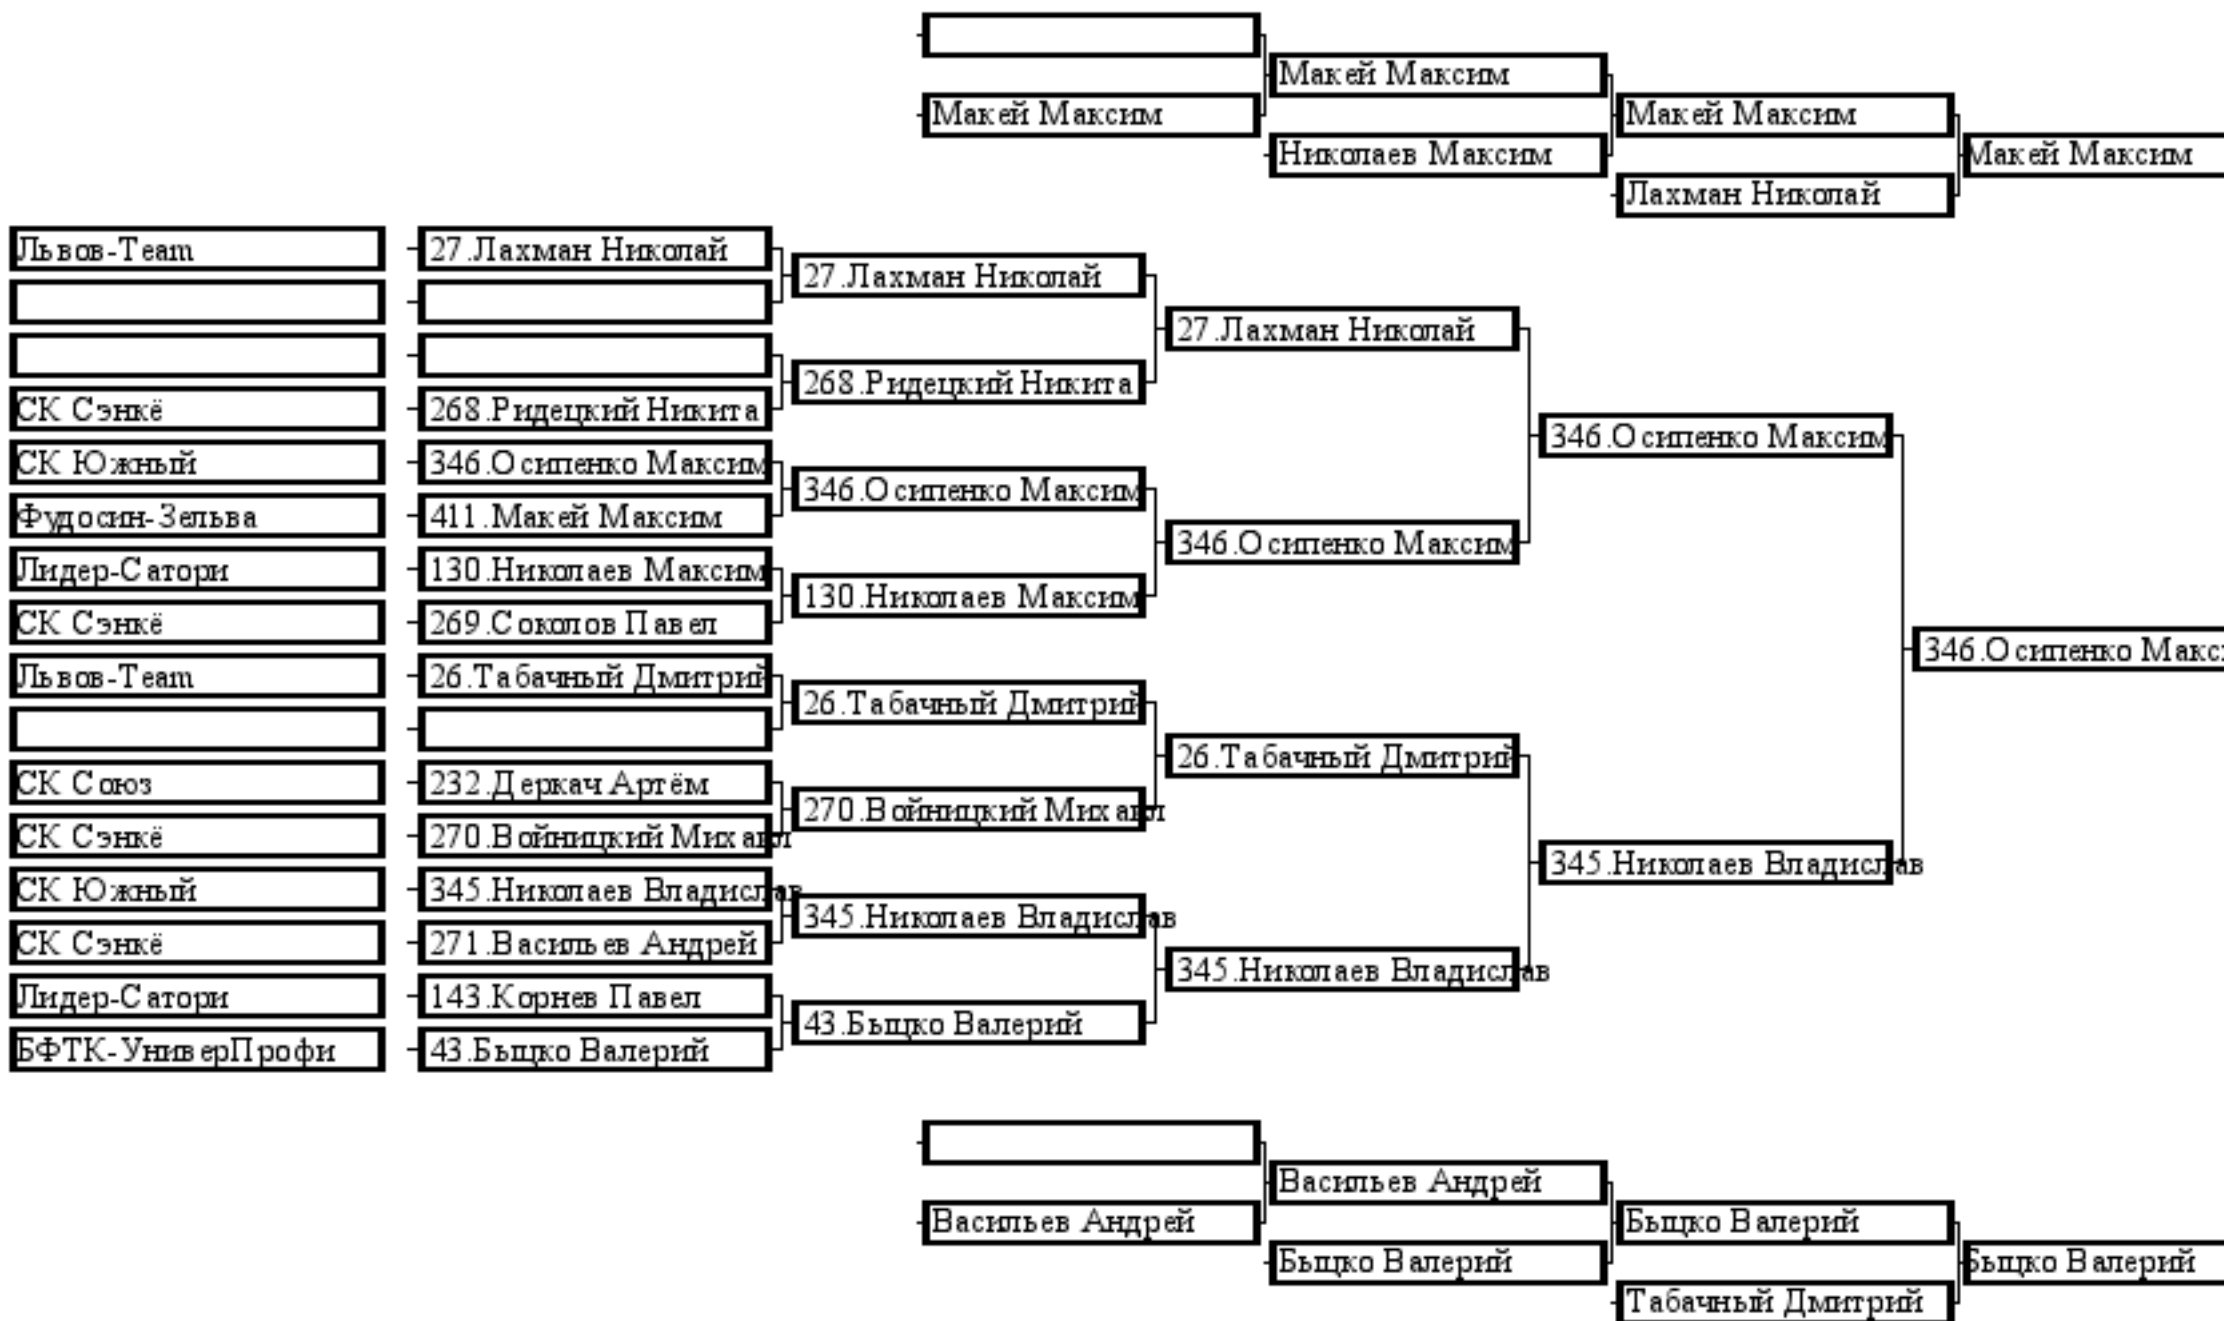 Макей Максим
Макей Максим
Макей Максим
Николаев Максим
Макей Максим
Лахман Николай
Львов-Team
27.Лахман Николай
27.Лахман Николай
27.Лахман Николай
268.Ридецкий Никита
СК Сэнкё
268.Ридецкий Никита
346.Осипенко Максим
СК Южный
346.Осипенко Максим
346.Осипенко Максим
Фудосин-Зельва
411.Макей Максим
346.Осипенко Максим
Лидер-Сатори
130.Николаев Максим
130.Николаев Максим
СК Сэнкё
269.Соколов Павел
346.Осипенко Макс
Львов-Team
26.Табачный Дмитрий
26.Табачный Дмитрий
26.Табачный Дмитрий
СК Союз
232.Деркач Артём
270.Войницкий Михаил
СК Сэнкё
270.Войницкий Михаил
345.Николаев Владислав
СК Южный
345.Николаев Владислав
345.Николаев Владислав
СК Сэнкё
271.Васильев Андрей
345.Николаев Владислав
Лидер-Сатори
143.Корнев Павел
43.Быцко Валерий
БФТК-УниверПрофи
43.Быцко Валерий
Васильев Андрей
Васильев Андрей
Быцко Валерий
Быцко Валерий
Быцко Валерий
Табачный Дмитрий